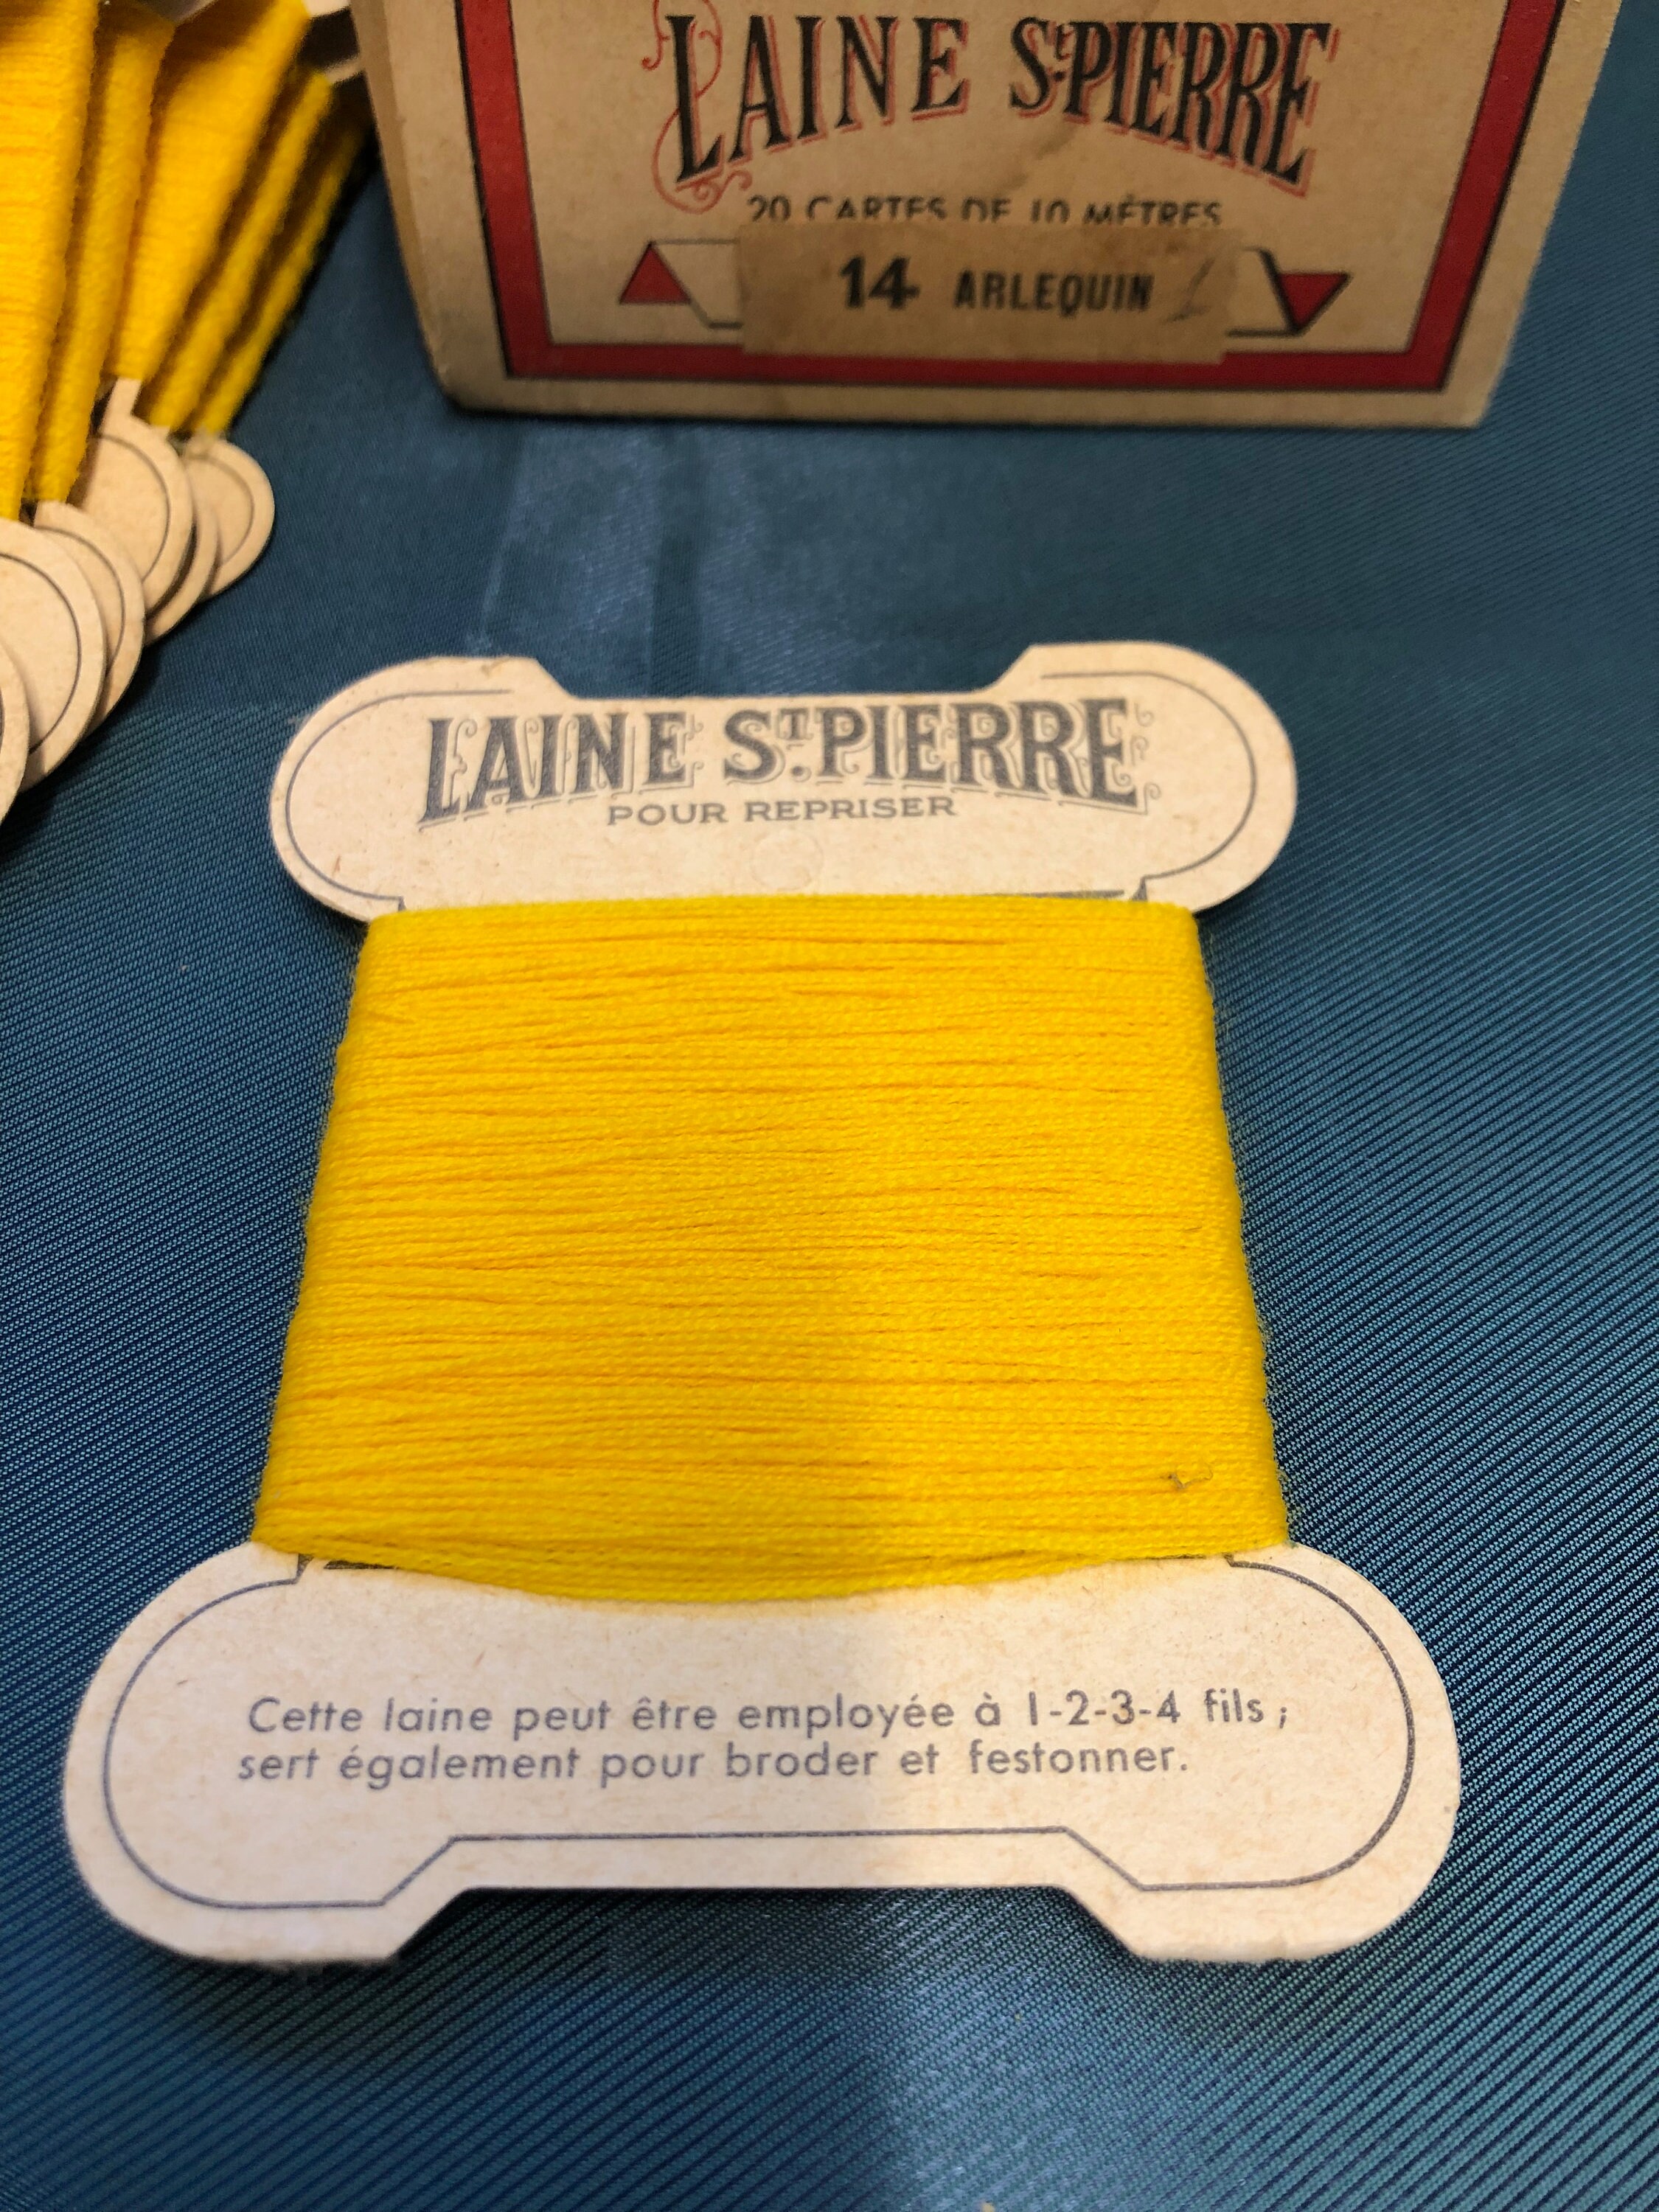 LAINE ST PIERRE
20 CARTES DE 10 MÈTRES
14 ARLEQUIN
LAINE ST. PIERRE
POUR REPRISER
Cette laine peut être employée à 1-2-3-4 fils ;
sert également pour broder et festonner.